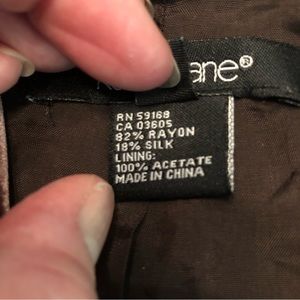 ane®
RN 59168
CA 03605
82% RAYON
18% SILK
LINING:
100% ACETATE
MADE IN CHINA